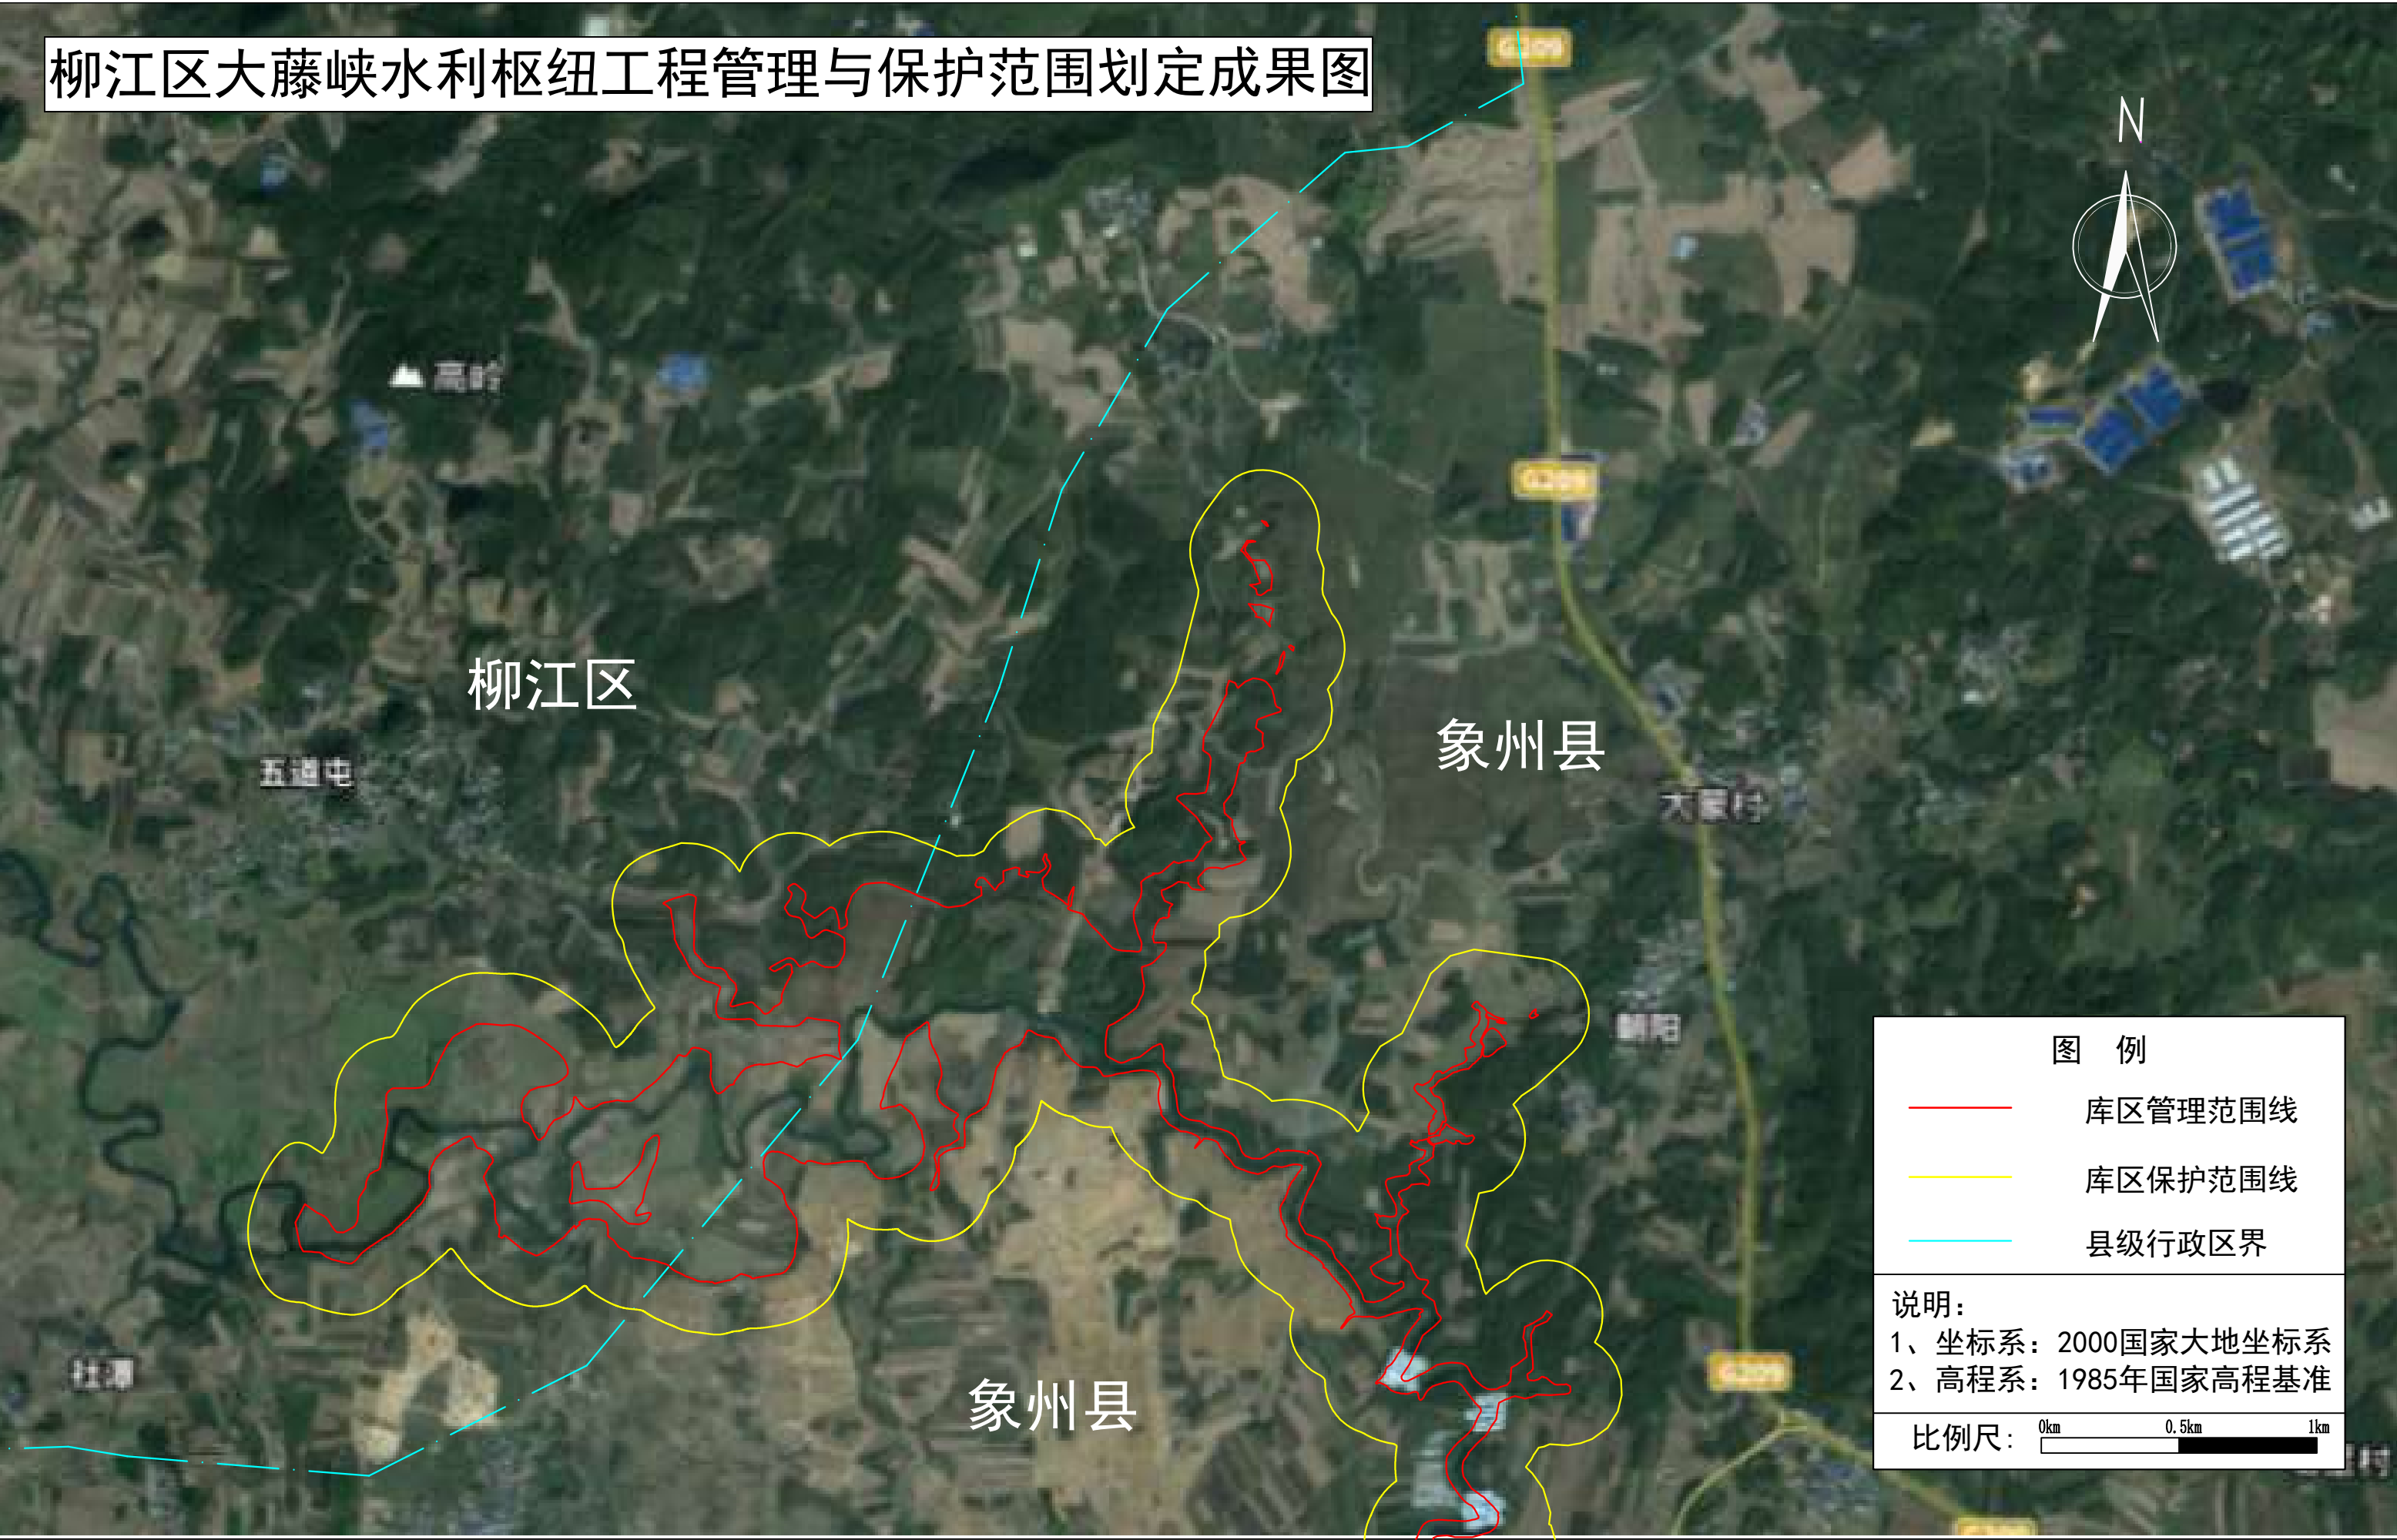 柳江区大藤峡水利枢纽工程管理与保护范围划定成果图
G209
N
高岭
G209
柳江区
象州县
五道屯
朝阳
图 例
库区管理范围线
库区保护范围线
县级行政区界
说明：
1、坐标系：2000国家大地坐标系
2、高程系：1985年国家高程基准
比例尺：
0km 0.5km 1km
社潭
象州县
G209